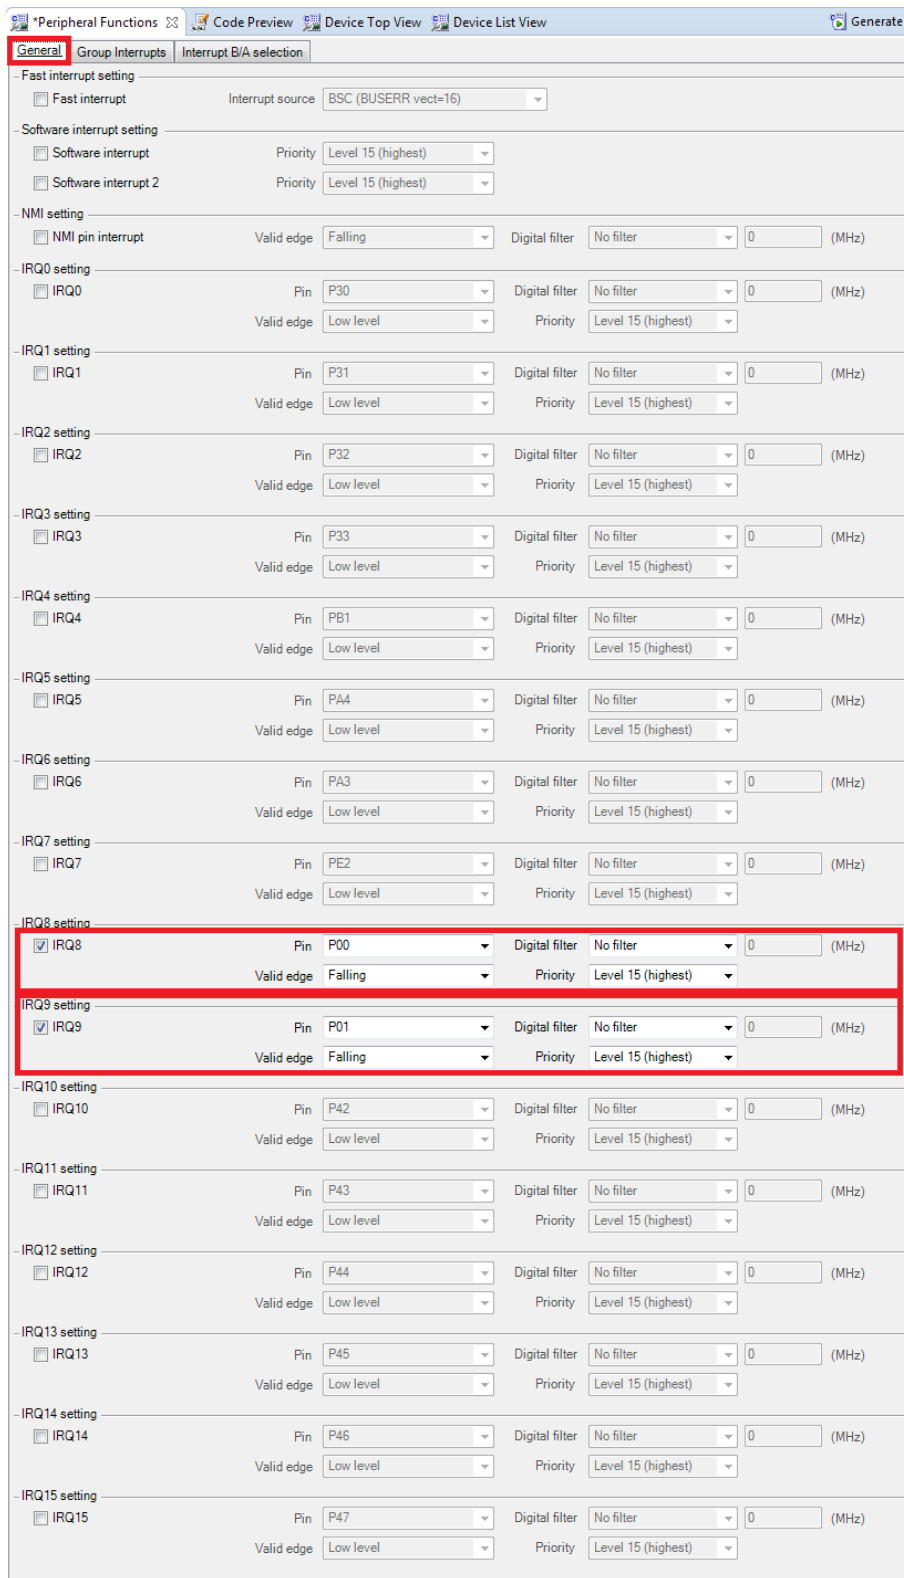 *Peripheral Functions Code Preview Device Top View Device List View Generate
General Group Interrupts Interrupt B/A selection
Fast interrupt setting
Fast interrupt Interrupt source BSC (BUSERR vect=16)
Software interrupt setting
Software interrupt Priority Level 15 (highest)
Software interrupt 2 Priority Level 15 (highest)
NMI setting
NMI pin interrupt Valid edge Falling Digital filter No filter 0 (MHz)
IRQ0 setting
IRQ0 Pin P30 Digital filter No filter 0 (MHz)
Valid edge Low level Priority Level 15 (highest)
IRQ1 setting
IRQ1 Pin P31 Digital filter No filter 0 (MHz)
Valid edge Low level Priority Level 15 (highest)
IRQ2 setting
IRQ2 Pin P32 Digital filter No filter 0 (MHz)
Valid edge Low level Priority Level 15 (highest)
IRQ3 setting
IRQ3 Pin P33 Digital filter No filter 0 (MHz)
Valid edge Low level Priority Level 15 (highest)
IRQ4 setting
IRQ4 Pin PB1 Digital filter No filter 0 (MHz)
Valid edge Low level Priority Level 15 (highest)
IRQ5 setting
IRQ5 Pin PA4 Digital filter No filter 0 (MHz)
Valid edge Low level Priority Level 15 (highest)
IRQ6 setting
IRQ6 Pin PA3 Digital filter No filter 0 (MHz)
Valid edge Low level Priority Level 15 (highest)
IRQ7 setting
IRQ7 Pin PE2 Digital filter No filter 0 (MHz)
Valid edge Low level Priority Level 15 (highest)
IRQ8 setting
IRQ8 Pin P00 Digital filter No filter 0 (MHz)
Valid edge Falling Priority Level 15 (highest)
IRQ9 setting
IRQ9 Pin P01 Digital filter No filter 0 (MHz)
Valid edge Falling Priority Level 15 (highest)
IRQ10 setting
IRQ10 Pin P42 Digital filter No filter 0 (MHz)
Valid edge Low level Priority Level 15 (highest)
IRQ11 setting
IRQ11 Pin P43 Digital filter No filter 0 (MHz)
Valid edge Low level Priority Level 15 (highest)
IRQ12 setting
IRQ12 Pin P44 Digital filter No filter 0 (MHz)
Valid edge Low level Priority Level 15 (highest)
IRQ13 setting
IRQ13 Pin P45 Digital filter No filter 0 (MHz)
Valid edge Low level Priority Level 15 (highest)
IRQ14 setting
IRQ14 Pin P46 Digital filter No filter 0 (MHz)
Valid edge Low level Priority Level 15 (highest)
IRQ15 setting
IRQ15 Pin P47 Digital filter No filter 0 (MHz)
Valid edge Low level Priority Level 15 (highest)